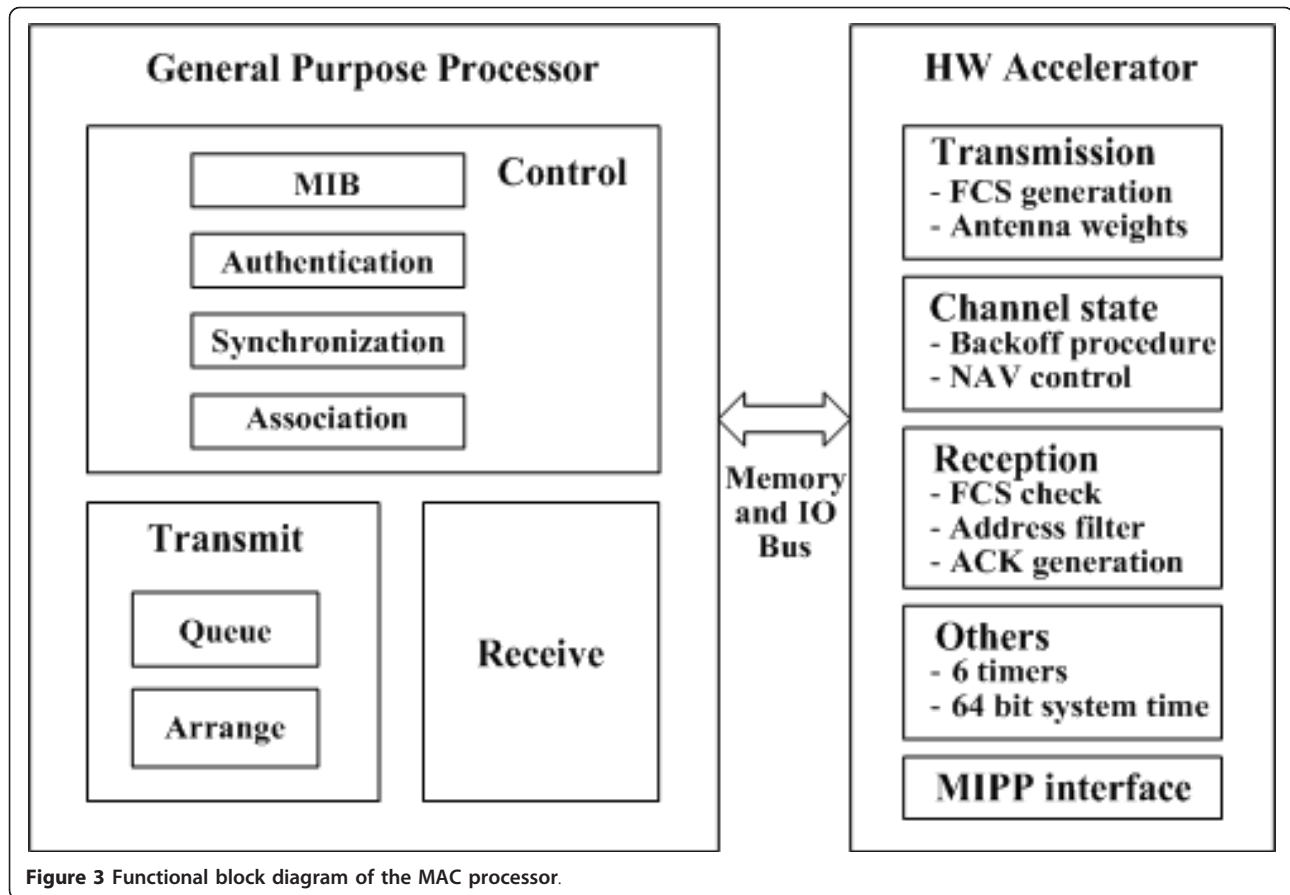 General Purpose Processor
Control
MIB
Authentication
Synchronization
Association
Transmit
Queue
Arrange
Receive
Memory
and IO
Bus
HW Accelerator
Transmission
- FCS generation
- Antenna weights
Channel state
- Backoff procedure
- NAV control
Reception
- FCS check
- Address filter
- ACK generation
Others
- 6 timers
- 64 bit system time
MIPP interface
Figure 3 Functional block diagram of the MAC processor.